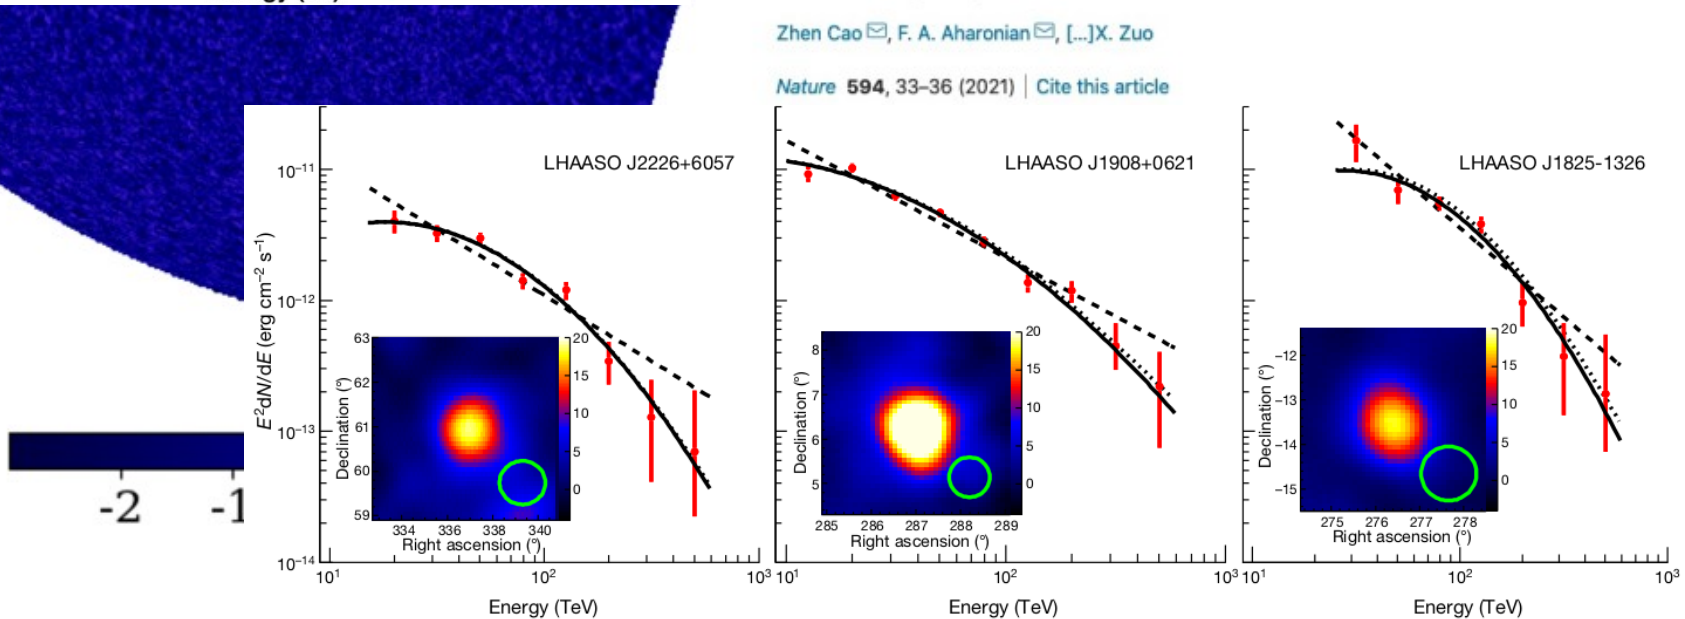 Zhen Cao, F. A. Aharonian, [...]X. Zuo
Nature 594, 33–36 (2021) | Cite this article
-2 -1
E²dN/dE (erg cm⁻² s⁻¹)
10⁻¹¹
10⁻¹²
10⁻¹³
10⁻¹⁴
LHAASO J2226+6057
Declination (°)
63
62
61
60
59
20
15
10
5
0
334 336 338 340
Right ascension (°)
10¹ 10² 10³
Energy (TeV)
LHAASO J1908+0621
Declination (°)
8
7
6
5
20
15
10
5
0
285 286 287 288 289
Right ascension (°)
10¹ 10² 10³
Energy (TeV)
LHAASO J1825-1326
Declination (°)
−12
−13
−14
−15
20
15
10
5
0
275 276 277 278
Right ascension (°)
10¹ 10² 10³
Energy (TeV)